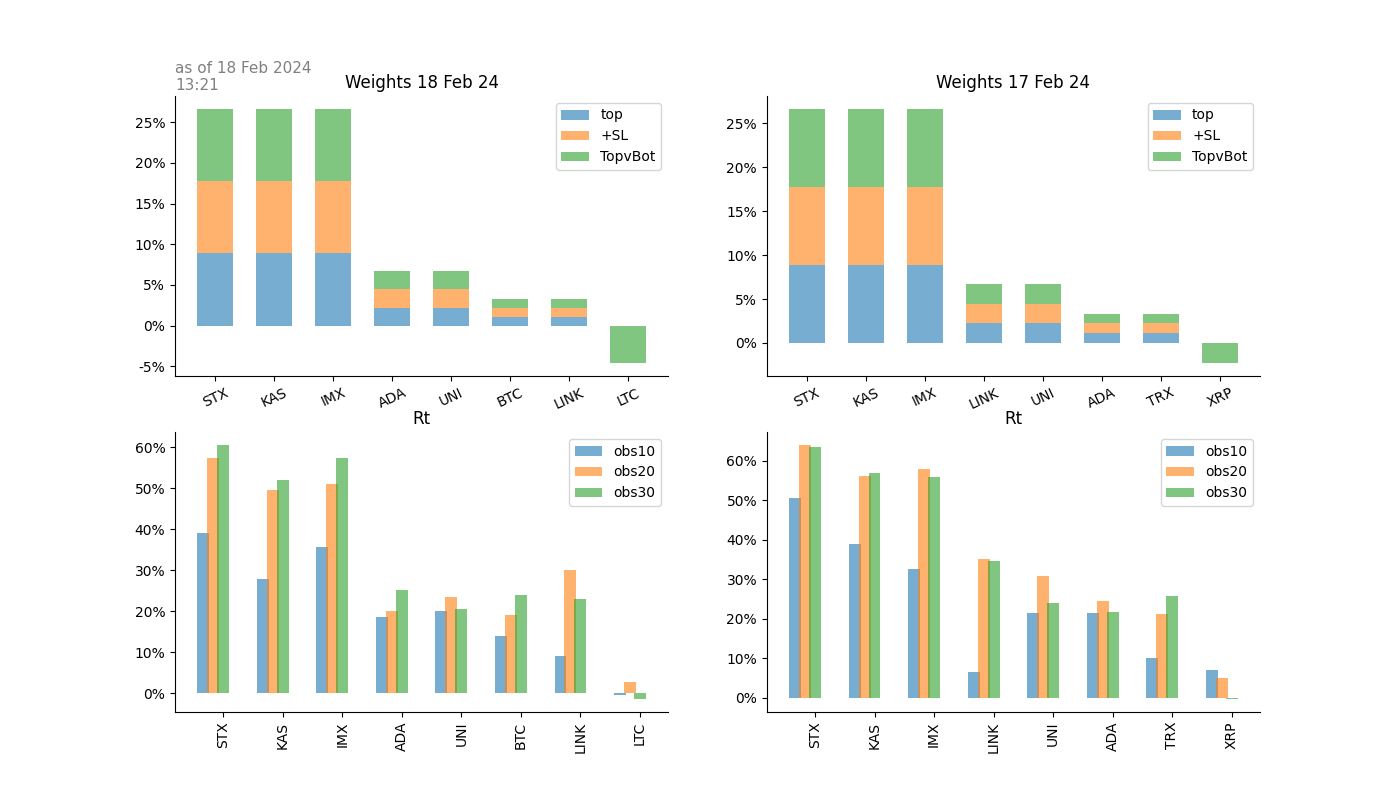 as of 18 Feb 2024
13:21
Weights 18 Feb 24
25%
20%
15%
10%
5%
0%
-5%
top
+SL
TopvBot
STX KAS IMX ADA UNI BTC LINK LTC
Weights 17 Feb 24
25%
20%
15%
10%
5%
0%
top
+SL
TopvBot
STX KAS IMX LINK UNI ADA TRX XRP
Rt
60%
50%
40%
30%
20%
10%
0%
obs10
obs20
obs30
STX KAS IMX ADA UNI BTC LINK LTC
Rt
60%
50%
40%
30%
20%
10%
0%
obs10
obs20
obs30
STX KAS IMX LINK UNI ADA TRX XRP